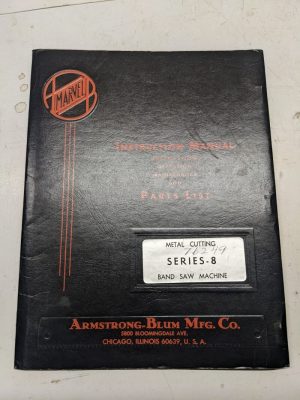 MARVEL
INSTRUCTION MANUAL
AND
PARTS LIST
METAL CUTTING
SERIES-8
BAND SAW MACHINE
ARMSTRONG-BLUM MFG. CO.
5800 BLOOMINGDALE AVE.
CHICAGO, ILLINOIS 60639, U. S. A.